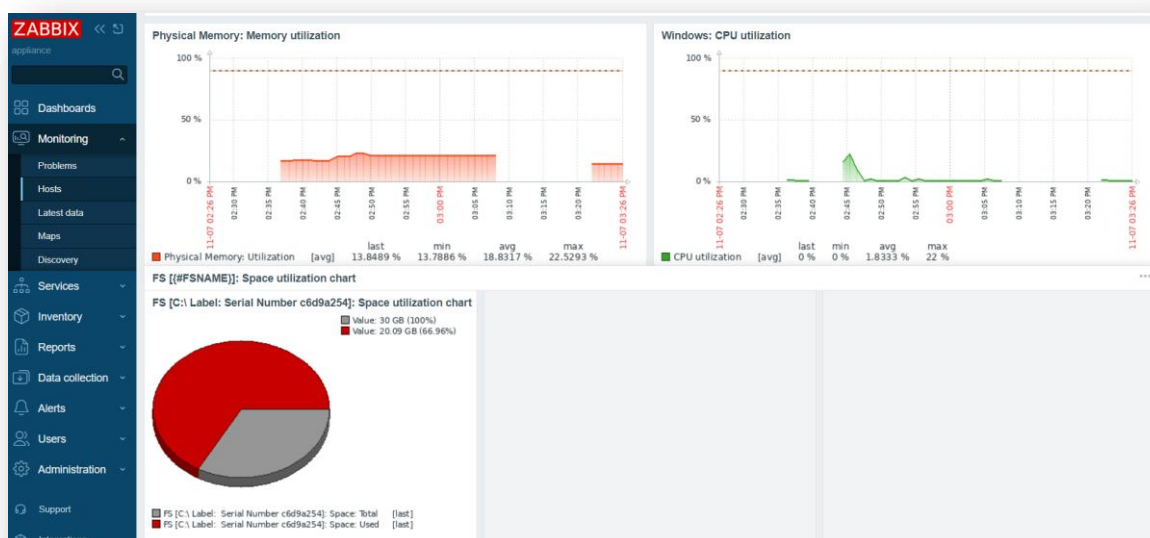 ZABBIX
appliance
Dashboards
Monitoring
Problems
Hosts
Latest data
Maps
Discovery
Services
Inventory
Reports
Data collection
Alerts
Users
Administration
Support
Physical Memory: Memory utilization
100 %
50 %
0 %
11-07 02:26 PM
02:30 PM
02:35 PM
02:40 PM
02:45 PM
02:50 PM
02:55 PM
03:00 PM
03:05 PM
03:10 PM
03:15 PM
03:20 PM
11-07 03:26 PM
last min avg max
Physical Memory: Utilization [avg] 13.8489 % 13.7886 % 18.8317 % 22.5293 %
Windows: CPU utilization
100 %
50 %
0 %
11-07 02:26 PM
02:30 PM
02:35 PM
02:40 PM
02:45 PM
02:50 PM
02:55 PM
03:00 PM
03:05 PM
03:10 PM
03:15 PM
03:20 PM
11-07 03:26 PM
last min avg max
CPU utilization [avg] 0 % 0 % 1.8333 % 22 %
FS [{#FSNAME}]: Space utilization chart
FS [C:\ Label: Serial Number c6d9a254]: Space utilization chart
Value: 30 GB (100%)
Value: 20.09 GB (66.96%)
FS [C:\ Label: Serial Number c6d9a254]: Space: Total [last]
FS [C:\ Label: Serial Number c6d9a254]: Space: Used [last]